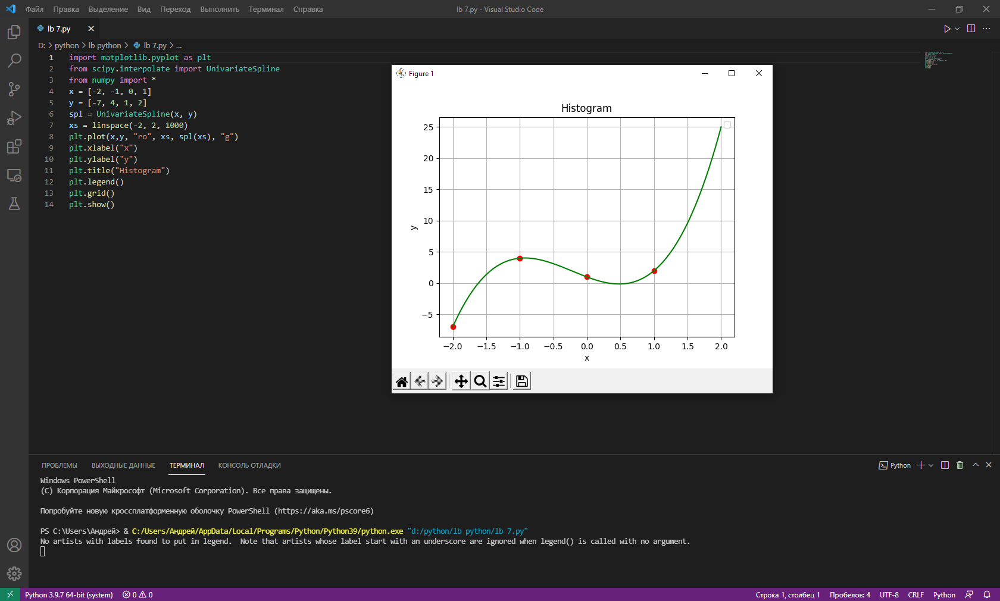 Файл Правка Выделение Вид Переход Выполнить Терминал Справка
lb 7.py - Visual Studio Code
lb 7.py
D: > python > lb python > lb 7.py > ...
1 import matplotlib.pyplot as plt
2 from scipy.interpolate import UnivariateSpline
3 from numpy import *
4 x = [-2, -1, 0, 1]
5 y = [-7, 4, 1, 2]
6 spl = UnivariateSpline(x, y)
7 xs = linspace(-2, 2, 1000)
8 plt.plot(x,y, "ro", xs, spl(xs), "g")
9 plt.xlabel("x")
10 plt.ylabel("y")
11 plt.title("Histogram")
12 plt.legend()
13 plt.grid()
14 plt.show()
Figure 1
Histogram
25
20
15
10
5
0
−5
y
−2.0 −1.5 −1.0 −0.5 0.0 0.5 1.0 1.5 2.0
x
ПРОБЛЕМЫ ВЫХОДНЫЕ ДАННЫЕ ТЕРМИНАЛ КОНСОЛЬ ОТЛАДКИ
Python
Windows PowerShell
(C) Корпорация Майкрософт (Microsoft Corporation). Все права защищены.
Попробуйте новую кроссплатформенную оболочку PowerShell (https://aka.ms/pscore6)
PS C:\Users\Андрей> & C:/Users/Андрей/AppData/Local/Programs/Python/Python39/python.exe "d:/python/lb python/lb 7.py"
No artists with labels found to put in legend.  Note that artists whose label start with an underscore are ignored when legend() is called with no argument.
Python 3.9.7 64-bit (system) 0 0
Строка 1, столбец 1 Пробелов: 4 UTF-8 CRLF Python